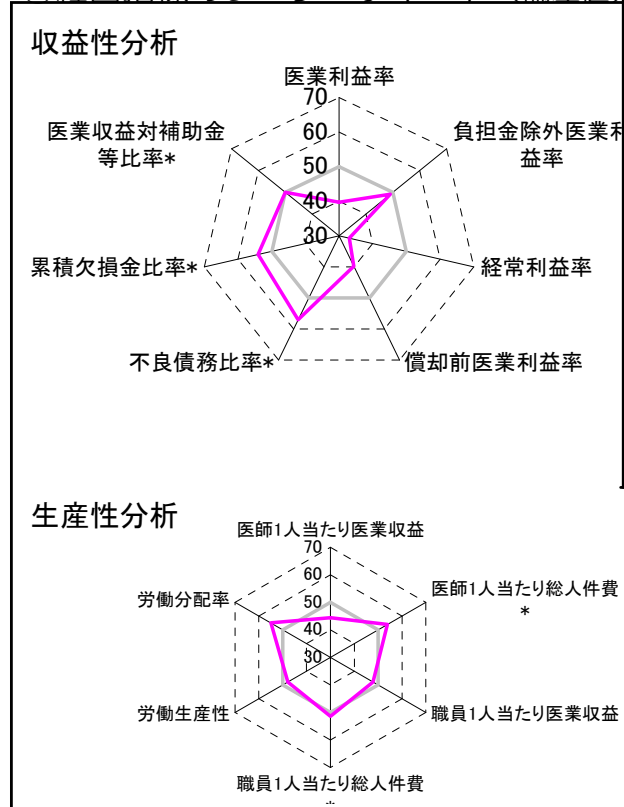 収益性分析
医業利益率
70
60
50
40
30
負担金除外医業利
益率
経常利益率
償却前医業利益率
不良債務比率*
累積欠損金比率*
医業収益対補助金
等比率*
生産性分析
医師1人当たり医業収益
70
60
50
40
30
医師1人当たり総人件費
*
職員1人当たり医業収益
職員1人当たり総人件費
*
労働生産性
労働分配率